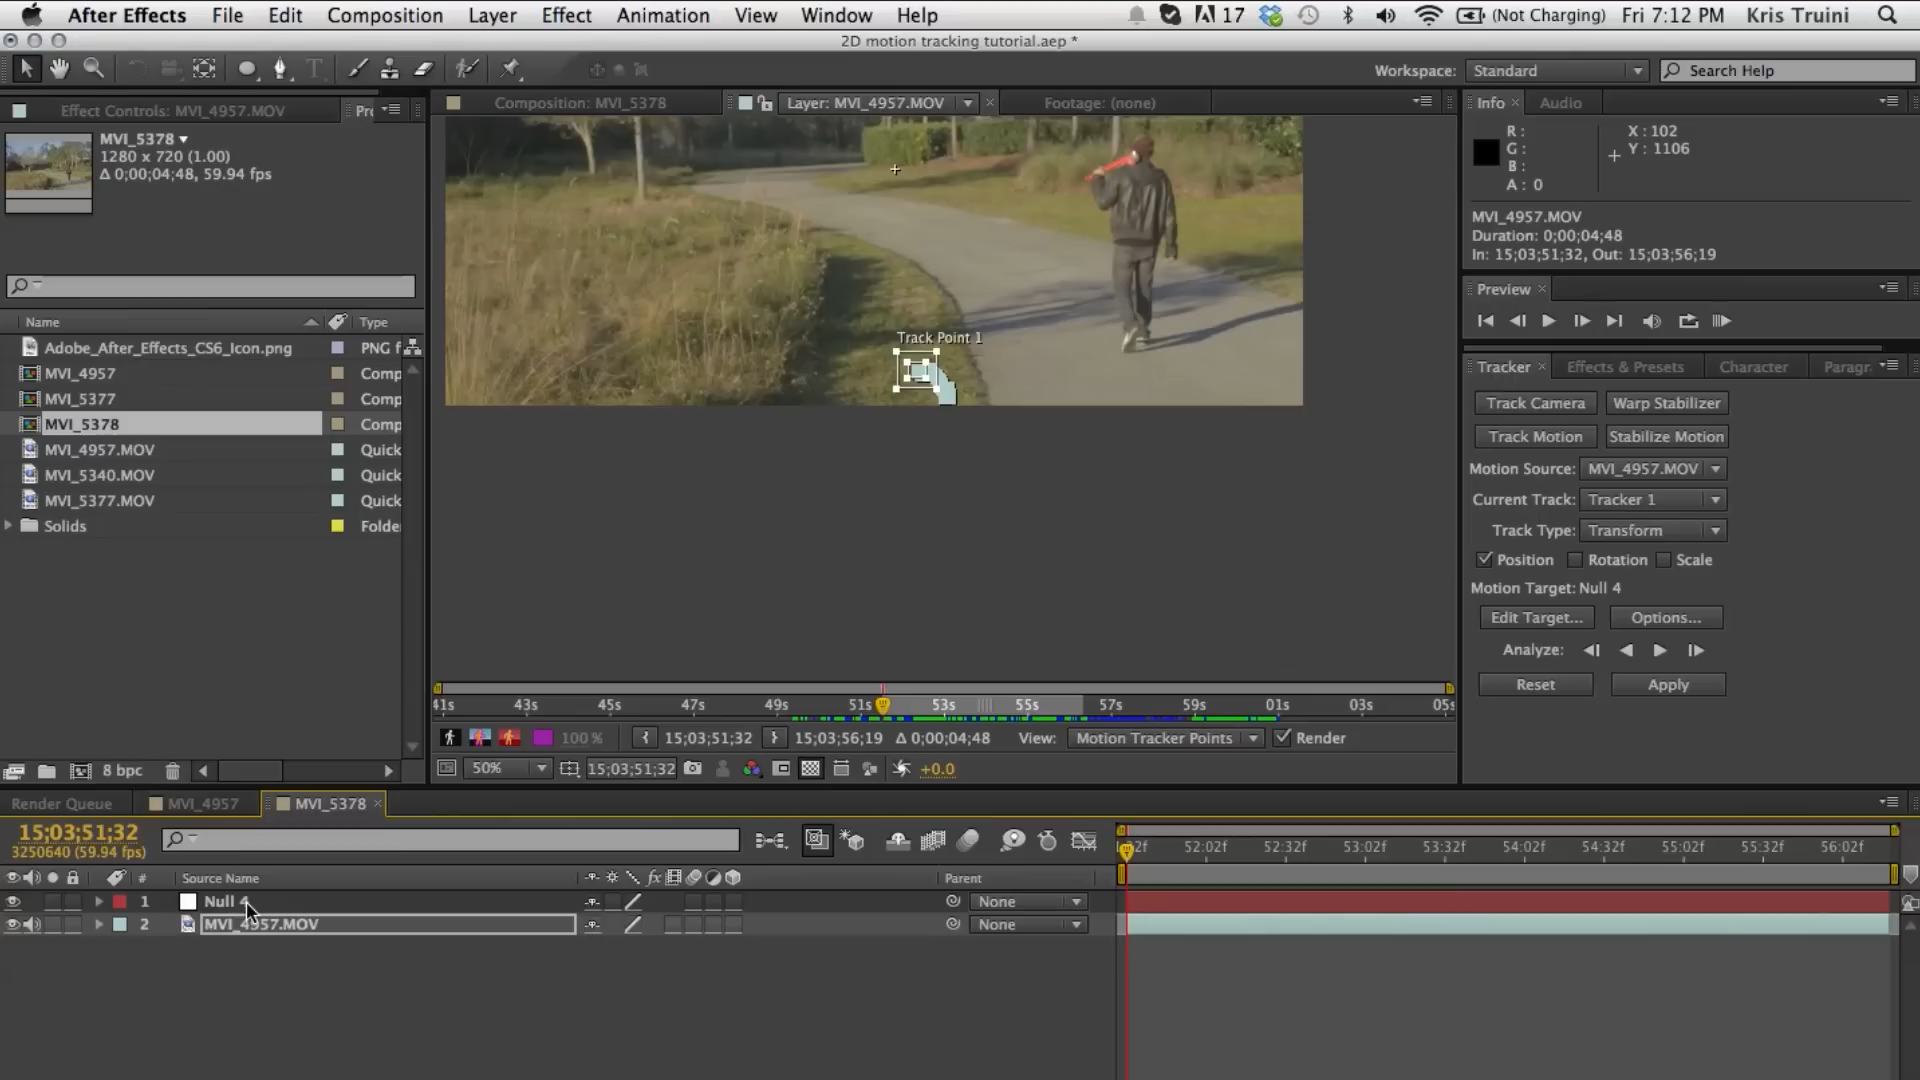 After Effects File Edit Composition Layer Effect Animation View Window Help 17 (Not Charging) Fri 7:12 PM Kris Truini
2D motion tracking tutorial.aep *
Workspace: Standard Search Help
Effect Controls: MVI_4957.MOV
Composition: MVI_5378
Layer: MVI_4957.MOV
Footage: (none)
Info Audio
MVI_5378
1280 x 720 (1.00)
Δ 0;00;04;48, 59.94 fps
R :
G :
B :
A : 0
X : 102
Y : 1106
MVI_4957.MOV
Duration: 0;00;04;48
In: 15;03;51;32, Out: 15;03;56;19
Preview
Name Type
Adobe_After_Effects_CS6_Icon.png PNG f
MVI_4957 Comp
MVI_5377 Comp
MVI_5378 Comp
MVI_4957.MOV Quick
MVI_5340.MOV Quick
MVI_5377.MOV Quick
Solids Folde
Track Point 1
Tracker Effects & Presets Character Paragr
Track Camera Warp Stabilizer
Track Motion Stabilize Motion
Motion Source: MVI_4957.MOV
Current Track: Tracker 1
Track Type: Transform
Position Rotation Scale
Motion Target: Null 4
Edit Target... Options...
Analyze:
Reset Apply
41s 43s 45s 47s 49s 51s 53s 55s 57s 59s 01s 03s 05s
100 % 15;03;51;32 15;03;56;19 Δ 0;00;04;48 View: Motion Tracker Points Render
8 bpc 50% 15;03;51;32 +0.0
Render Queue MVI_4957 MVI_5378
15;03;51;32
3250640 (59.94 fps)
52:02f 52:32f 53:02f 53:32f 54:02f 54:32f 55:02f 55:32f 56:02f
# Source Name fx Parent
1 Null 4 None
2 MVI_4957.MOV None